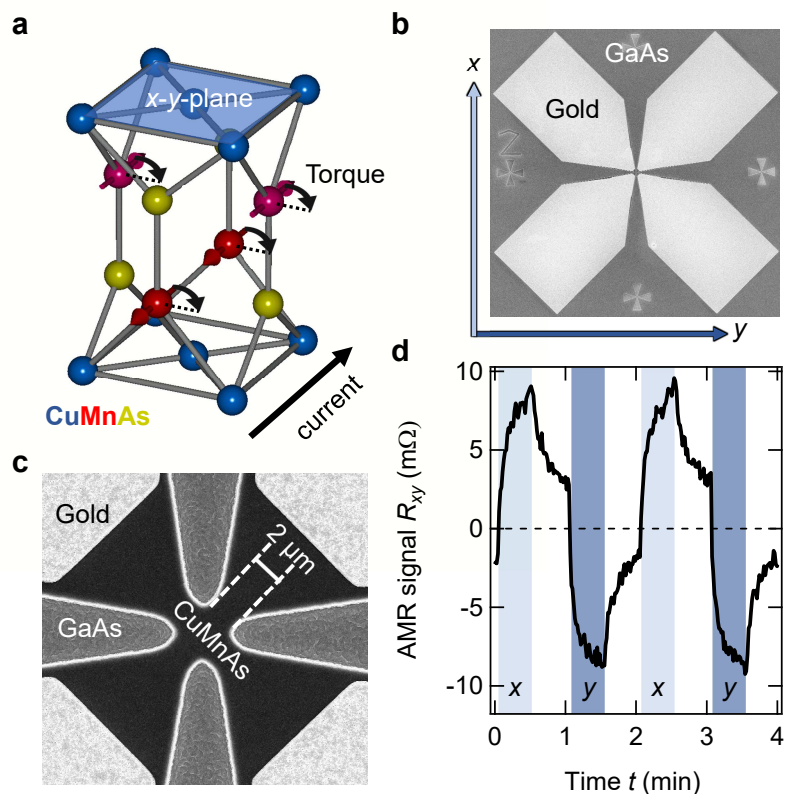 a
x-y-plane
Torque
CuMnAs
current
b
x
GaAs
Gold
y
c
Gold
2 µm
GaAs
CuMnAs
d
AMR signal Rxy (mΩ)
10
5
0
-5
-10
x
y
x
y
0
1
2
3
4
Time t (min)